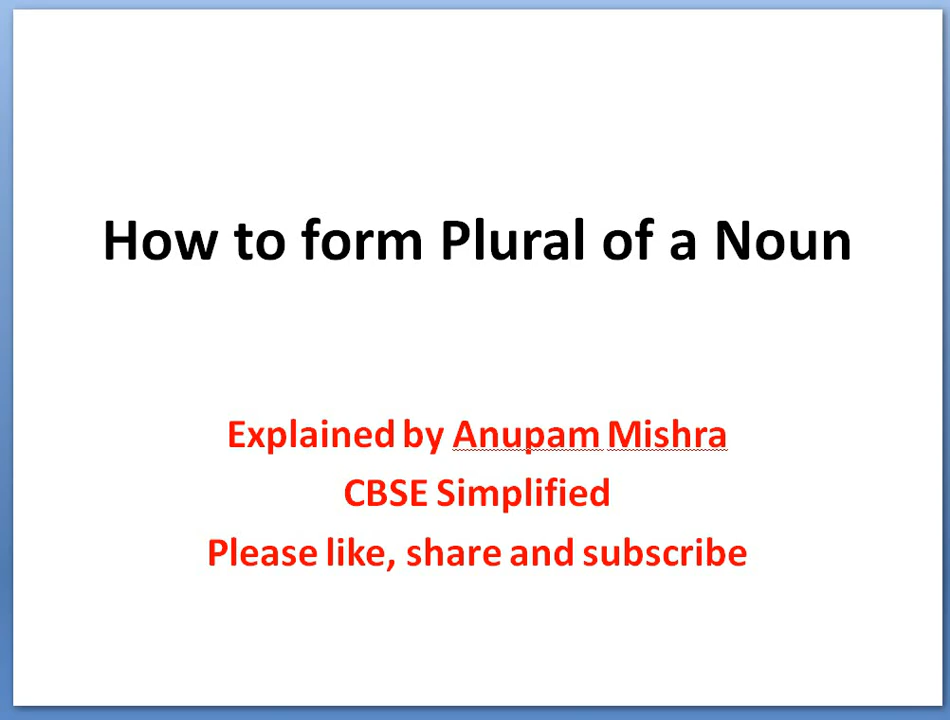 How to form Plural of a Noun
Explained by Anupam Mishra
CBSE Simplified
Please like, share and subscribe